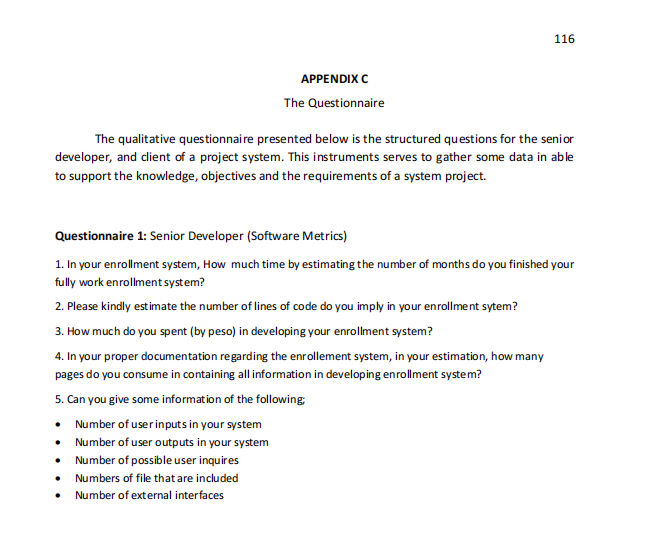 116
APPENDIX C
The Questionnaire
The qualitative questionnaire presented below is the structured questions for the senior
developer, and client of a project system. This instruments serves to gather some data in able
to support the knowledge, objectives and the requirements of a system project.
Questionnaire 1: Senior Developer (Software Metrics)
1. In your enrollment system, How much time by estimating the number of months do you finished your
fully work enrollment system?
2. Please kindly estimate the number of lines of code do you imply in your enrollment sytem?
3. How much do you spent (by peso) in developing your enrollment system?
4. In your proper documentation regarding the enrollement system, in your estimation, how many
pages do you consume in containing all information in developing enrollment system?
5. Can you give some information of the following;
• Number of user inputs in your system
• Number of user outputs in your system
• Number of possible user inquires
• Numbers of file that are included
• Number of external interfaces